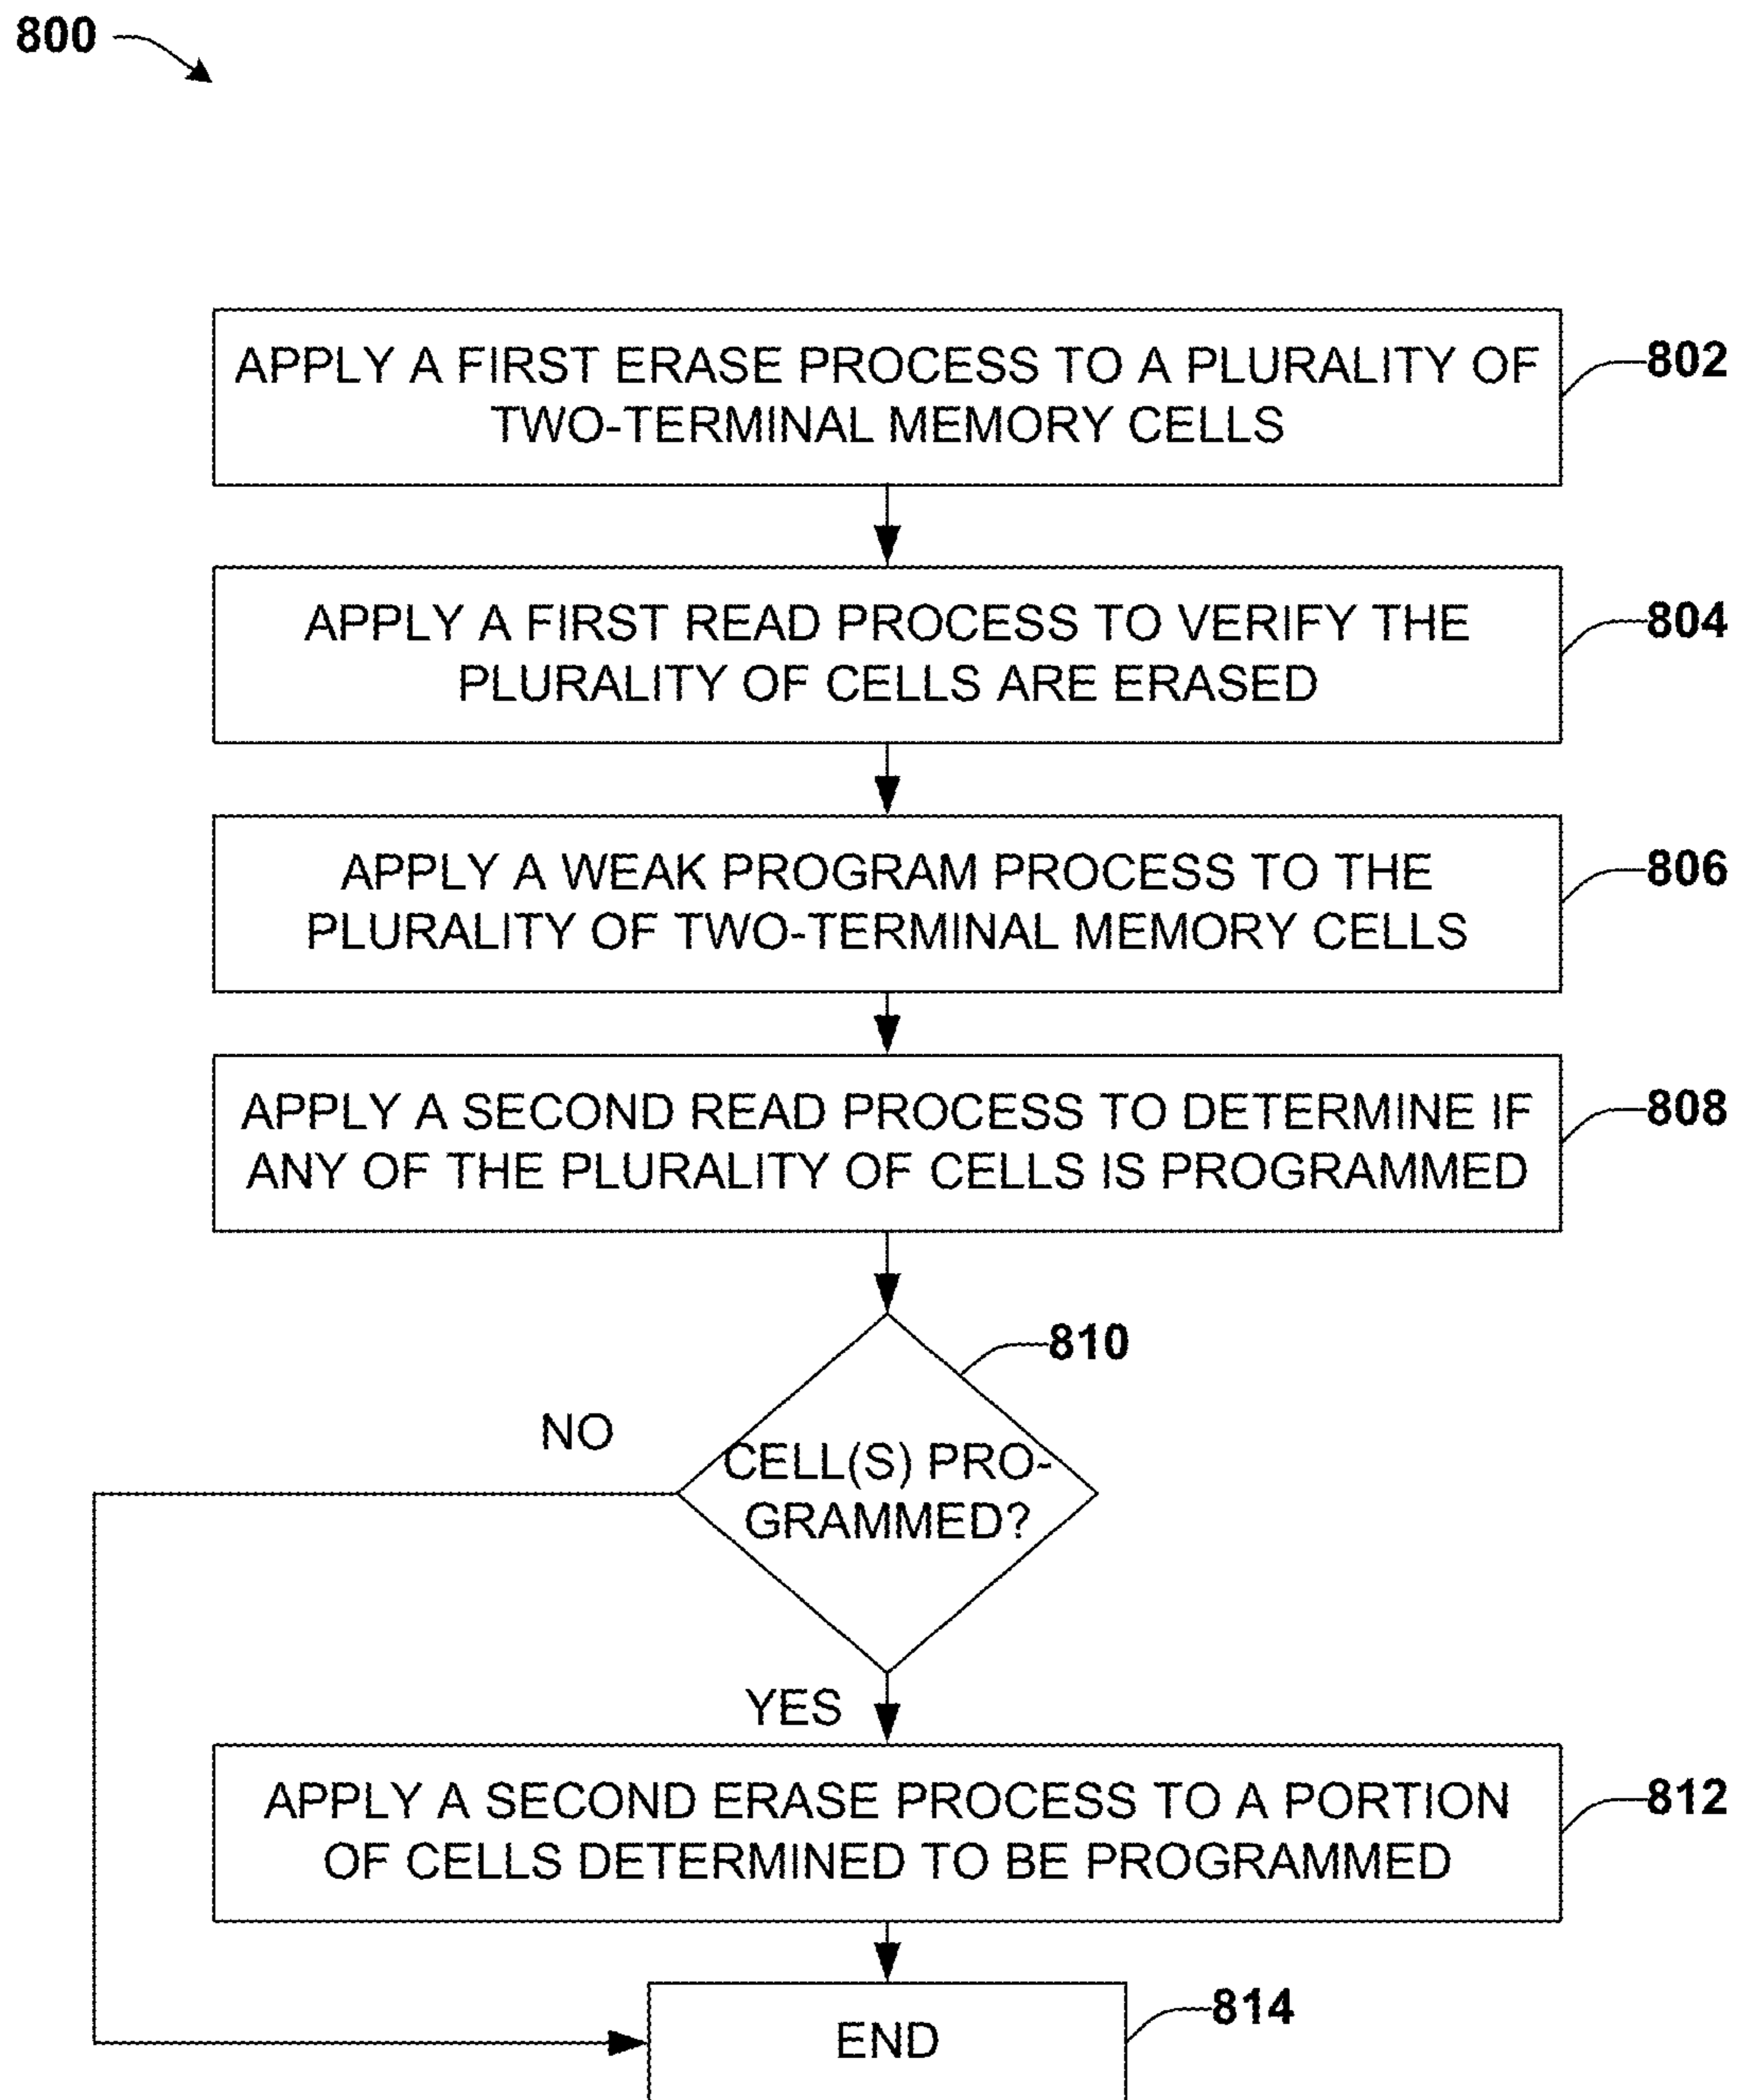 800
APPLY A FIRST ERASE PROCESS TO A PLURALITY OF
TWO-TERMINAL MEMORY CELLS
802
APPLY A FIRST READ PROCESS TO VERIFY THE
PLURALITY OF CELLS ARE ERASED
804
APPLY A WEAK PROGRAM PROCESS TO THE
PLURALITY OF TWO-TERMINAL MEMORY CELLS
806
APPLY A SECOND READ PROCESS TO DETERMINE IF
ANY OF THE PLURALITY OF CELLS IS PROGRAMMED
808
810
NO
CELL(S) PRO-
GRAMMED?
YES
APPLY A SECOND ERASE PROCESS TO A PORTION
OF CELLS DETERMINED TO BE PROGRAMMED
812
END
814